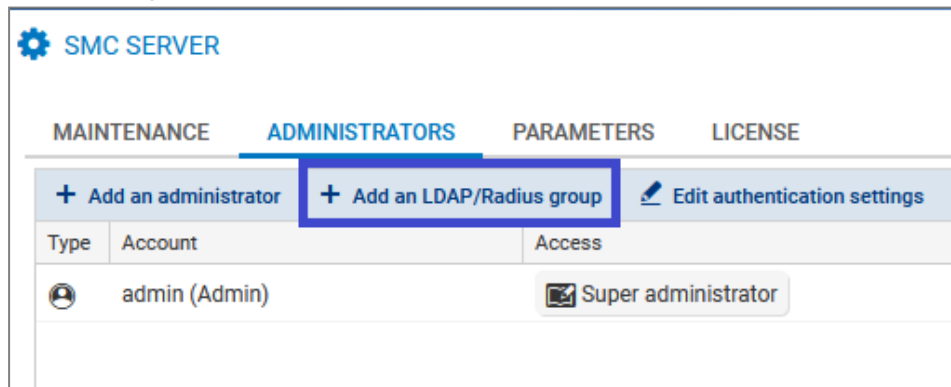 SMC SERVER
MAINTENANCE ADMINISTRATORS PARAMETERS LICENSE
+ Add an administrator + Add an LDAP/Radius group Edit authentication settings
Type Account Access
admin (Admin) Super administrator